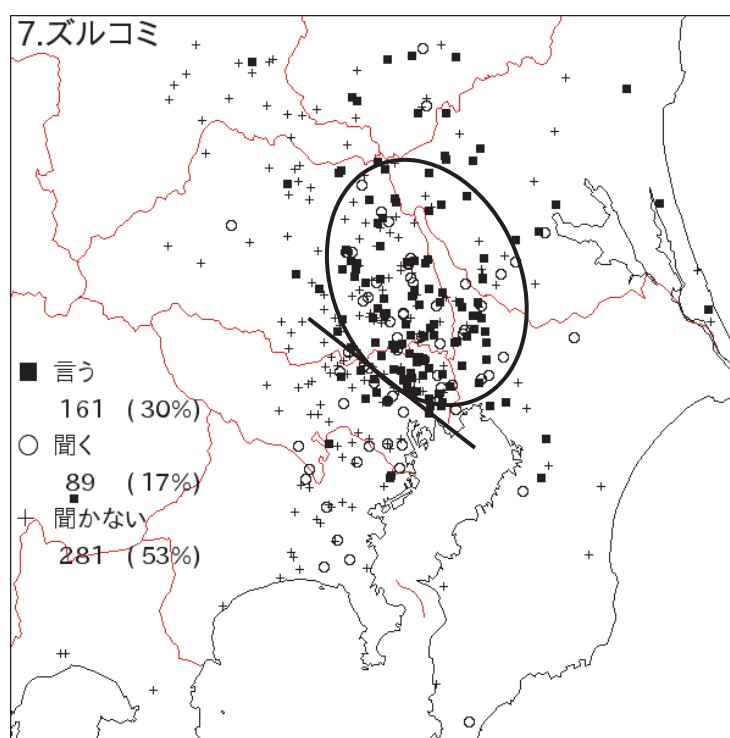 7.ズルコミ
■ 言う
161 (30%)
○ 聞く
89 (17%)
+ 聞かない
281 (53%)